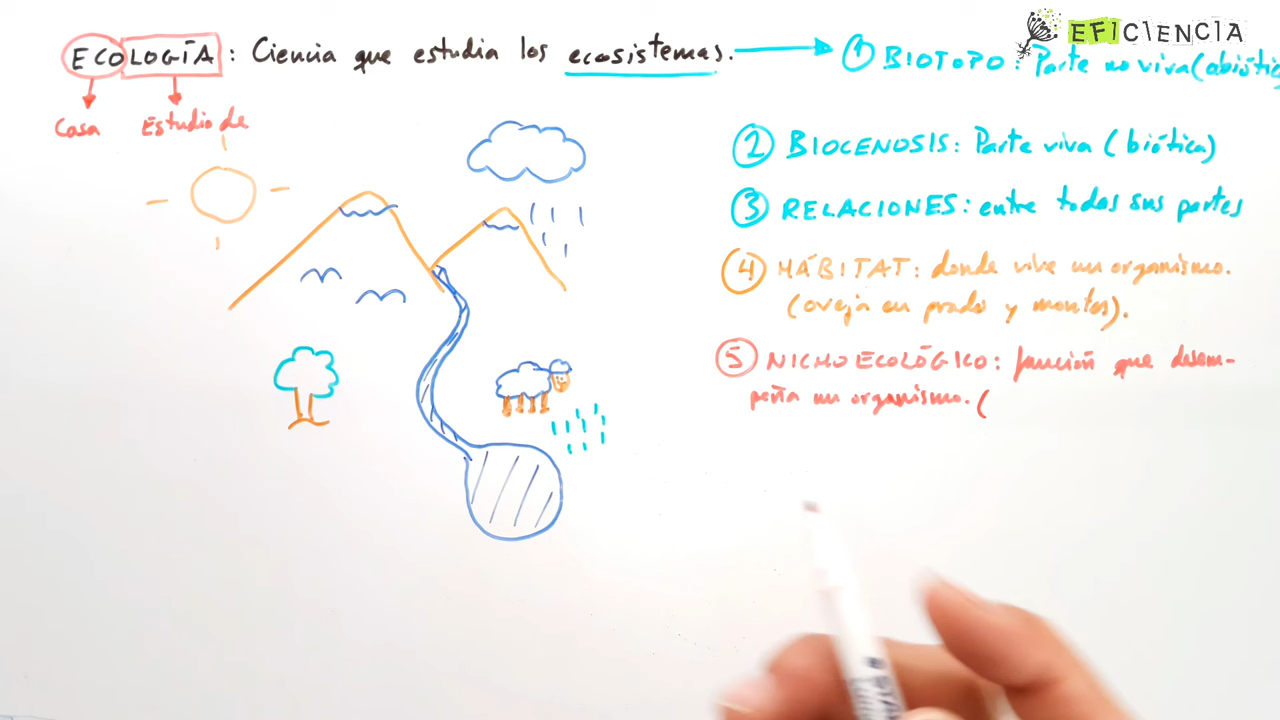 EFICIENCIA
ECOLOGÍA: Ciencia que estudia los ecosistemas.
1 BIOTOPO: Parte no viva (abiótic
Casa
Estudio de
2 BIOCENOSIS: Parte viva (biótica)
3 RELACIONES: entre todas sus partes
4 HÁBITAT: donde vive un organismo.
(oveja en prados y montes).
5 NICHO ECOLÓGICO: función que desem-
peña un organismo. (